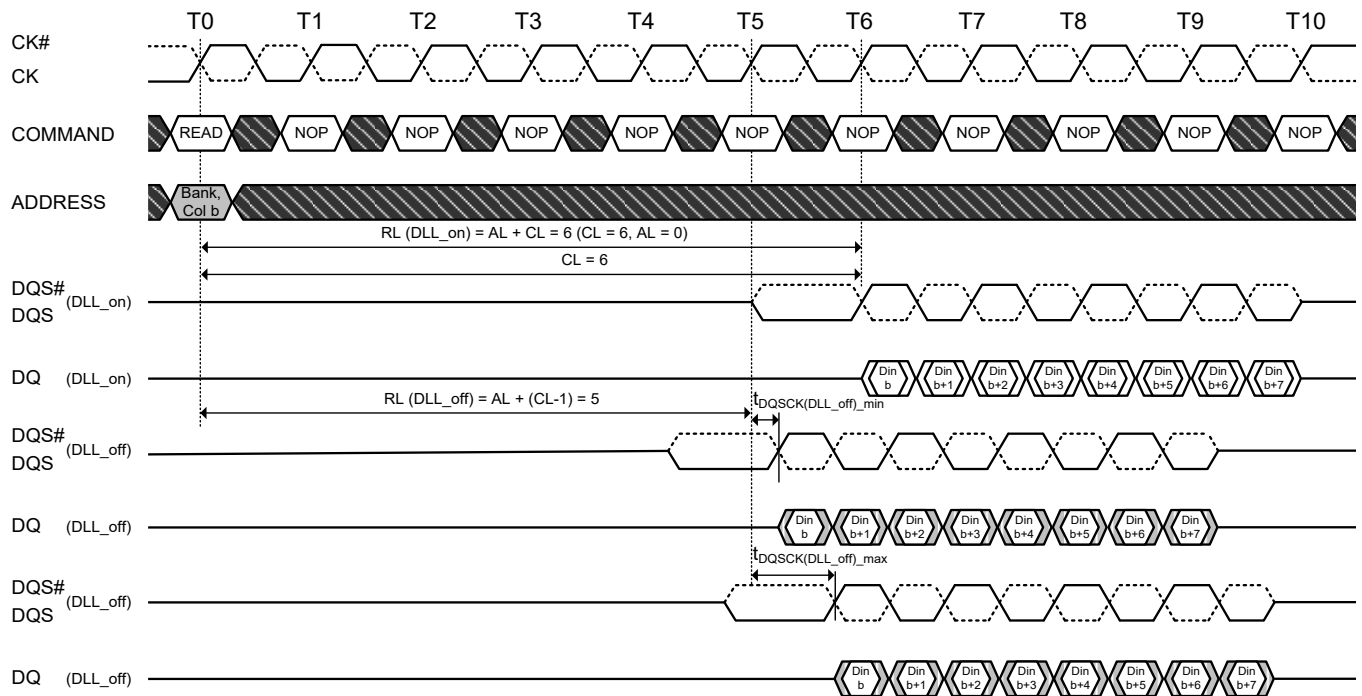 T0 T1 T2 T3 T4 T5 T6 T7 T8 T9 T10
CK#
CK
COMMAND READ NOP NOP NOP NOP NOP NOP NOP NOP NOP NOP
ADDRESS Bank,
Col b
RL (DLL_on) = AL + CL = 6 (CL = 6, AL = 0)
CL = 6
DQS# (DLL_on)
DQS
DQ (DLL_on) Din Din Din Din Din Din Din Din
b b+1 b+2 b+3 b+4 b+5 b+6 b+7
RL (DLL_off) = AL + (CL-1) = 5 tDQSCK(DLL_off)_min
DQS# (DLL_off)
DQS
DQ (DLL_off) Din Din Din Din Din Din Din Din
b b+1 b+2 b+3 b+4 b+5 b+6 b+7
tDQSCK(DLL_off)_max
DQS# (DLL_off)
DQS
DQ (DLL_off) Din Din Din Din Din Din Din Din
b b+1 b+2 b+3 b+4 b+5 b+6 b+7